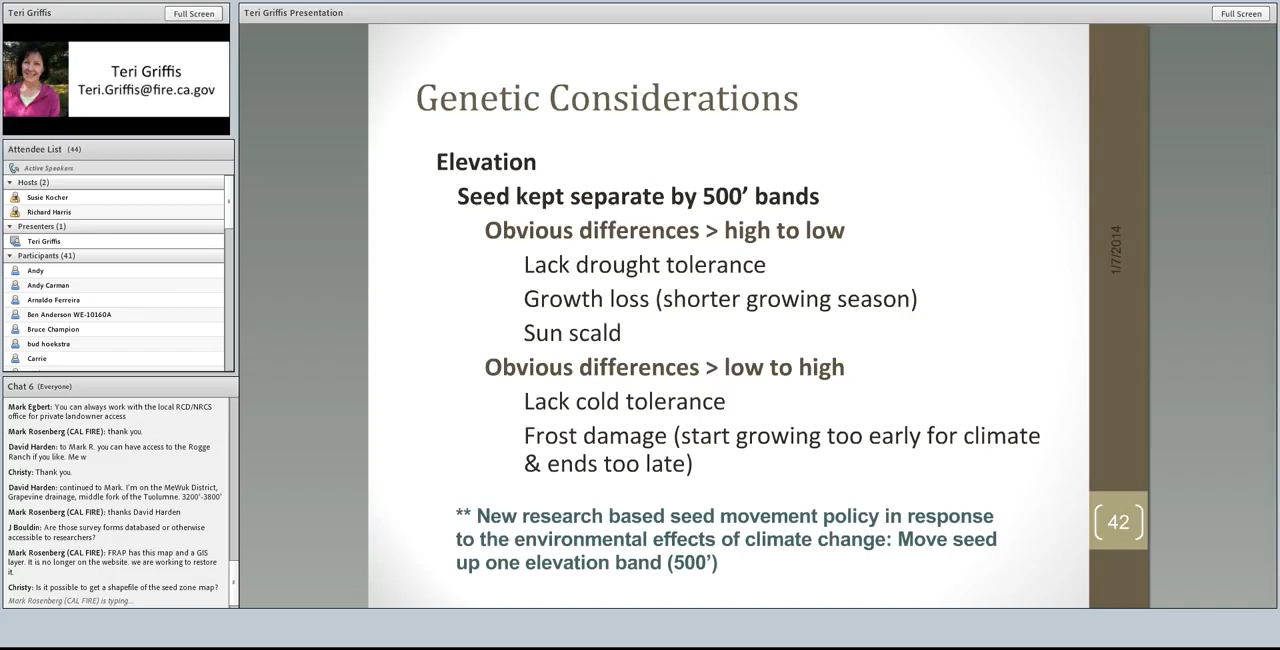 Teri Griffis
Full Screen
Teri Griffis
Teri.Griffis@fire.ca.gov
Attendee List (44)
Active Speakers
Hosts (2)
Susie Kocher
Richard Harris
Presenters (1)
Teri Griffis
Participants (41)
Andy
Andy Carman
Arnaldo Ferreira
Ben Anderson WE-10160A
Bruce Champion
bud hoekstra
Carrie
Chat 6 (Everyone)
Mark Egbert: You can always work with the local RCD/NRCS
office for private landowner access
Mark Rosenberg (CAL FIRE): thank you.
David Harden: to Mark R. you can have access to the Rogge
Ranch if you like. Me w
Christy: Thank you.
David Harden: continued to Mark. I'm on the MeWuk District,
Grapevine drainage, middle fork of the Tuolumne. 3200'-3800'
Mark Rosenberg (CAL FIRE): thanks David Harden
J Bouldin: Are those survey forms databased or otherwise
accessible to researchers?
Mark Rosenberg (CAL FIRE): FRAP has this map and a GIS
layer. It is no longer on the website. we are working to restore
it.
Christy: Is it possible to get a shapefile of the seed zone map?
Mark Rosenberg (CAL FIRE) is typing...
Teri Griffis Presentation
Full Screen
Genetic Considerations
Elevation
Seed kept separate by 500’ bands
Obvious differences > high to low
Lack drought tolerance
Growth loss (shorter growing season)
Sun scald
Obvious differences > low to high
Lack cold tolerance
Frost damage (start growing too early for climate
& ends too late)
** New research based seed movement policy in response
to the environmental effects of climate change: Move seed
up one elevation band (500’)
1/7/2014
42